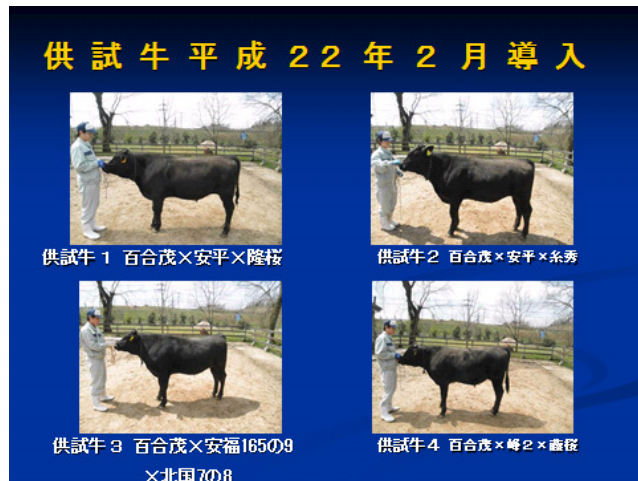 供試牛平成22年2月導入
供試牛1 百合茂×安平×隆桜
供試牛2 百合茂×安平×糸秀
供試牛3 百合茂×安福165の9
×北国7の8
供試牛4 百合茂×峰2×藤桜